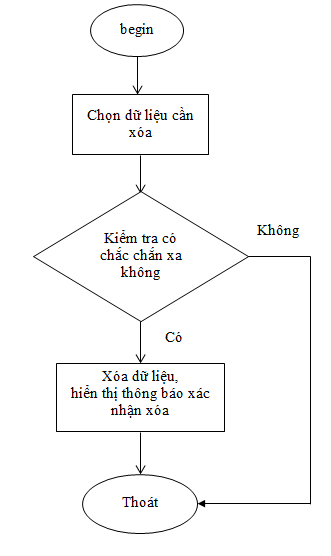 begin
Chọn dữ liệu cần
xóa
Kiểm tra có
chắc chắn xa
không
Không
Có
Xóa dữ liệu,
hiển thị thông báo xác
nhận xóa
Thoát